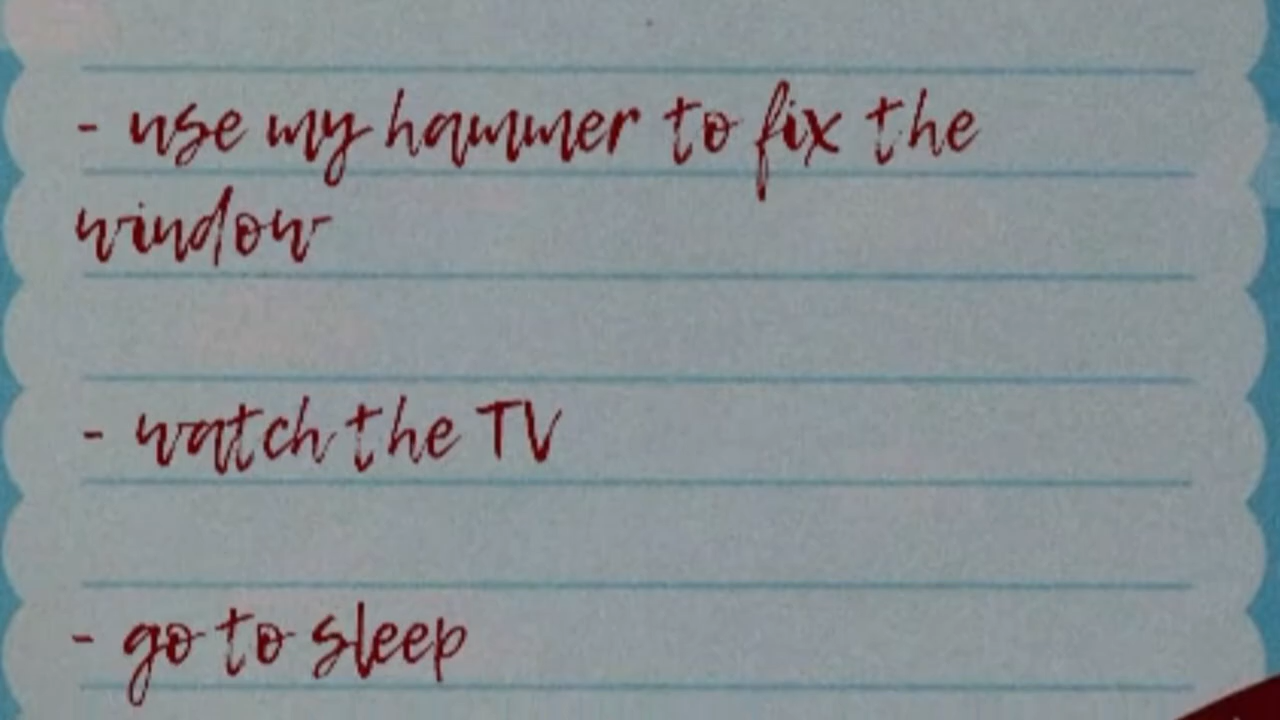 - use my hammer to fix the
window
- watch the TV
- go to sleep